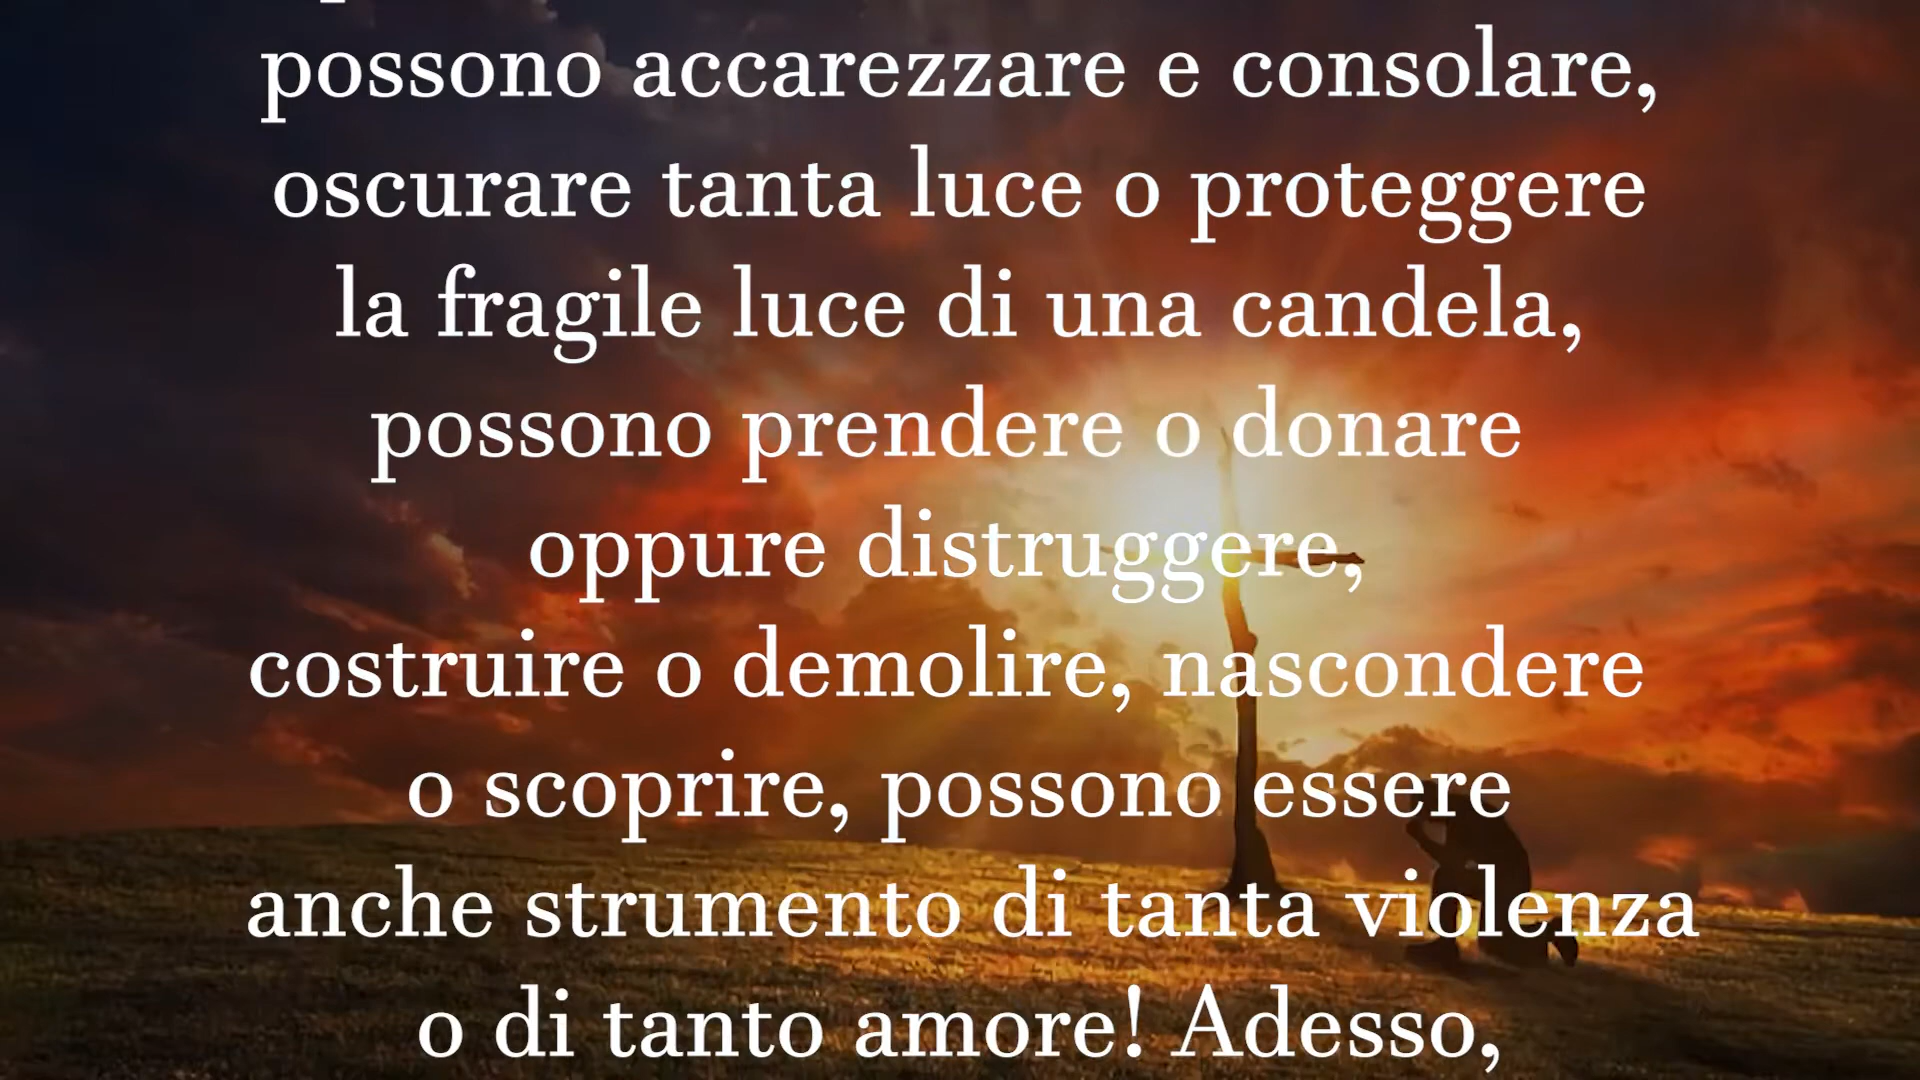 possono accarezzare e consolare,
oscurare tanta luce o proteggere
la fragile luce di una candela,
possono prendere o donare
oppure distruggere,
costruire o demolire, nascondere
o scoprire, possono essere
anche strumento di tanta violenza
o di tanto amore! Adesso,